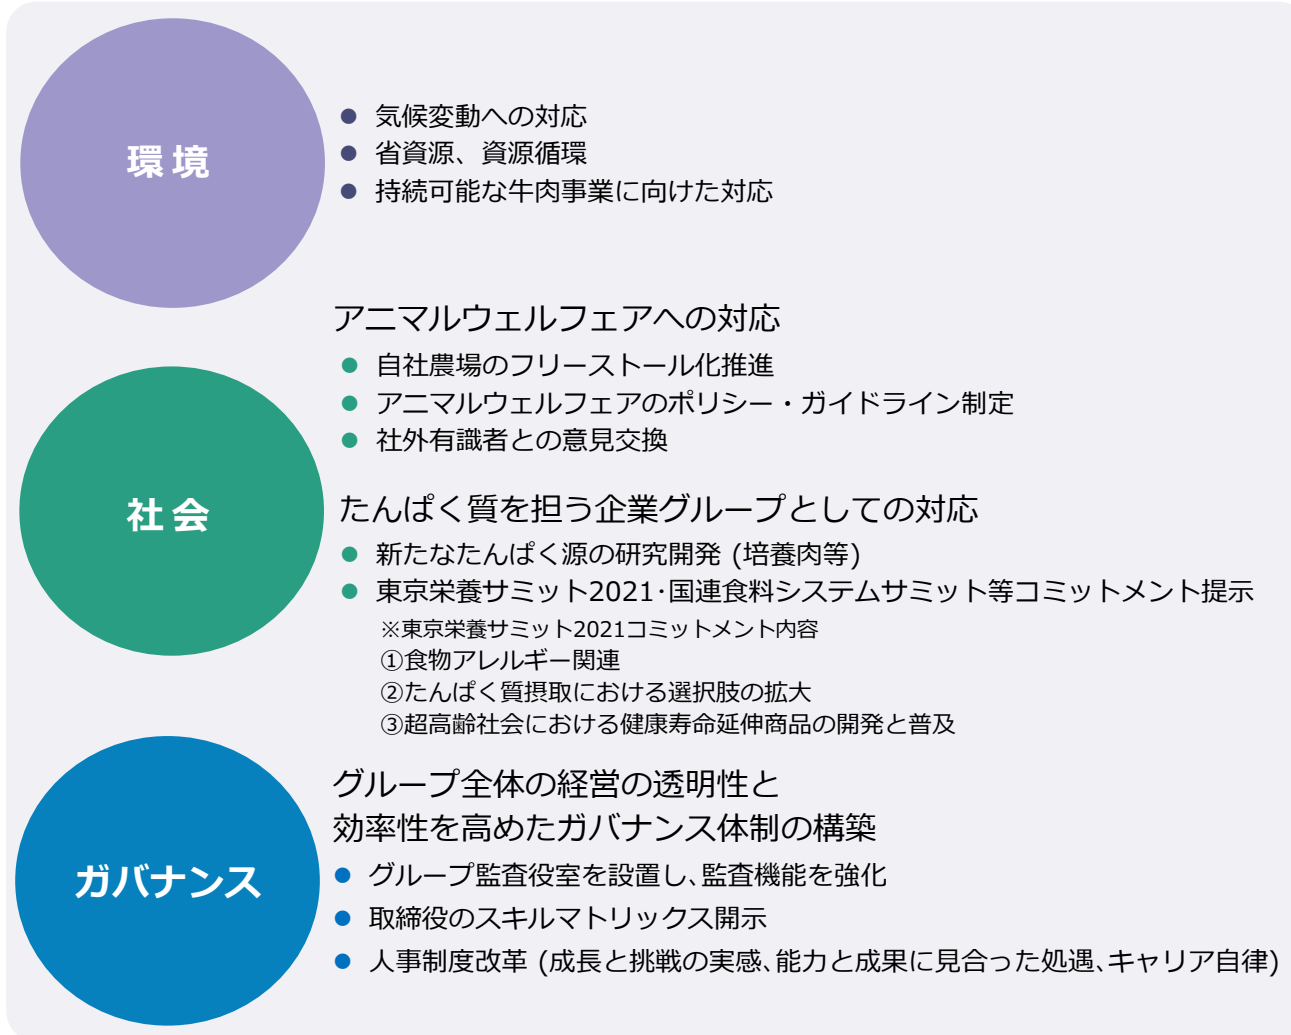 環境
● 気候変動への対応
● 省資源、資源循環
● 持続可能な牛肉事業に向けた対応
社会
アニマルウェルフェアへの対応
● 自社農場のフリーストール化推進
● アニマルウェルフェアのポリシー・ガイドライン制定
● 社外有識者との意見交換
たんぱく質を担う企業グループとしての対応
● 新たなたんぱく源の研究開発 (培養肉等)
● 東京栄養サミット2021･国連食料システムサミット等コミットメント提示
※東京栄養サミット2021コミットメント内容
①食物アレルギー関連
②たんぱく質摂取における選択肢の拡大
③超高齢社会における健康寿命延伸商品の開発と普及
ガバナンス
グループ全体の経営の透明性と
効率性を高めたガバナンス体制の構築
● グループ監査役室を設置し､監査機能を強化
● 取締役のスキルマトリックス開示
● 人事制度改革 (成長と挑戦の実感､能力と成果に見合った処遇､キャリア自律)